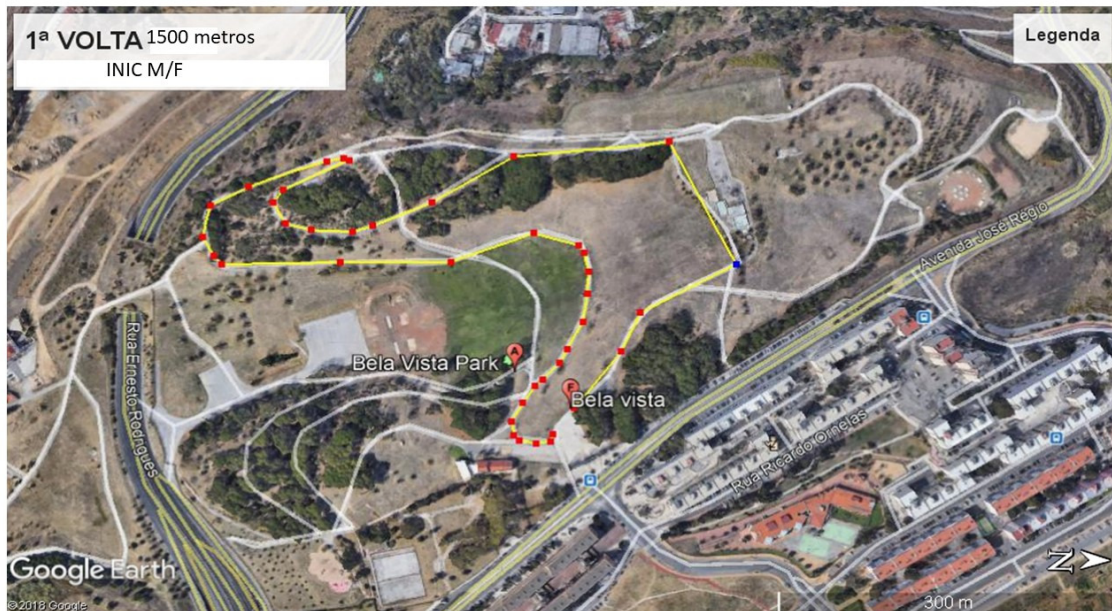 1ª VOLTA 1500 metros
INIC M/F
Legenda
Avenida José Régio
A
Bela Vista Park
E
Bela vista
Rua Ernesto Rodrigues
Rua Ricardo Ornelas
N
Google Earth
©2018 Google
300 m